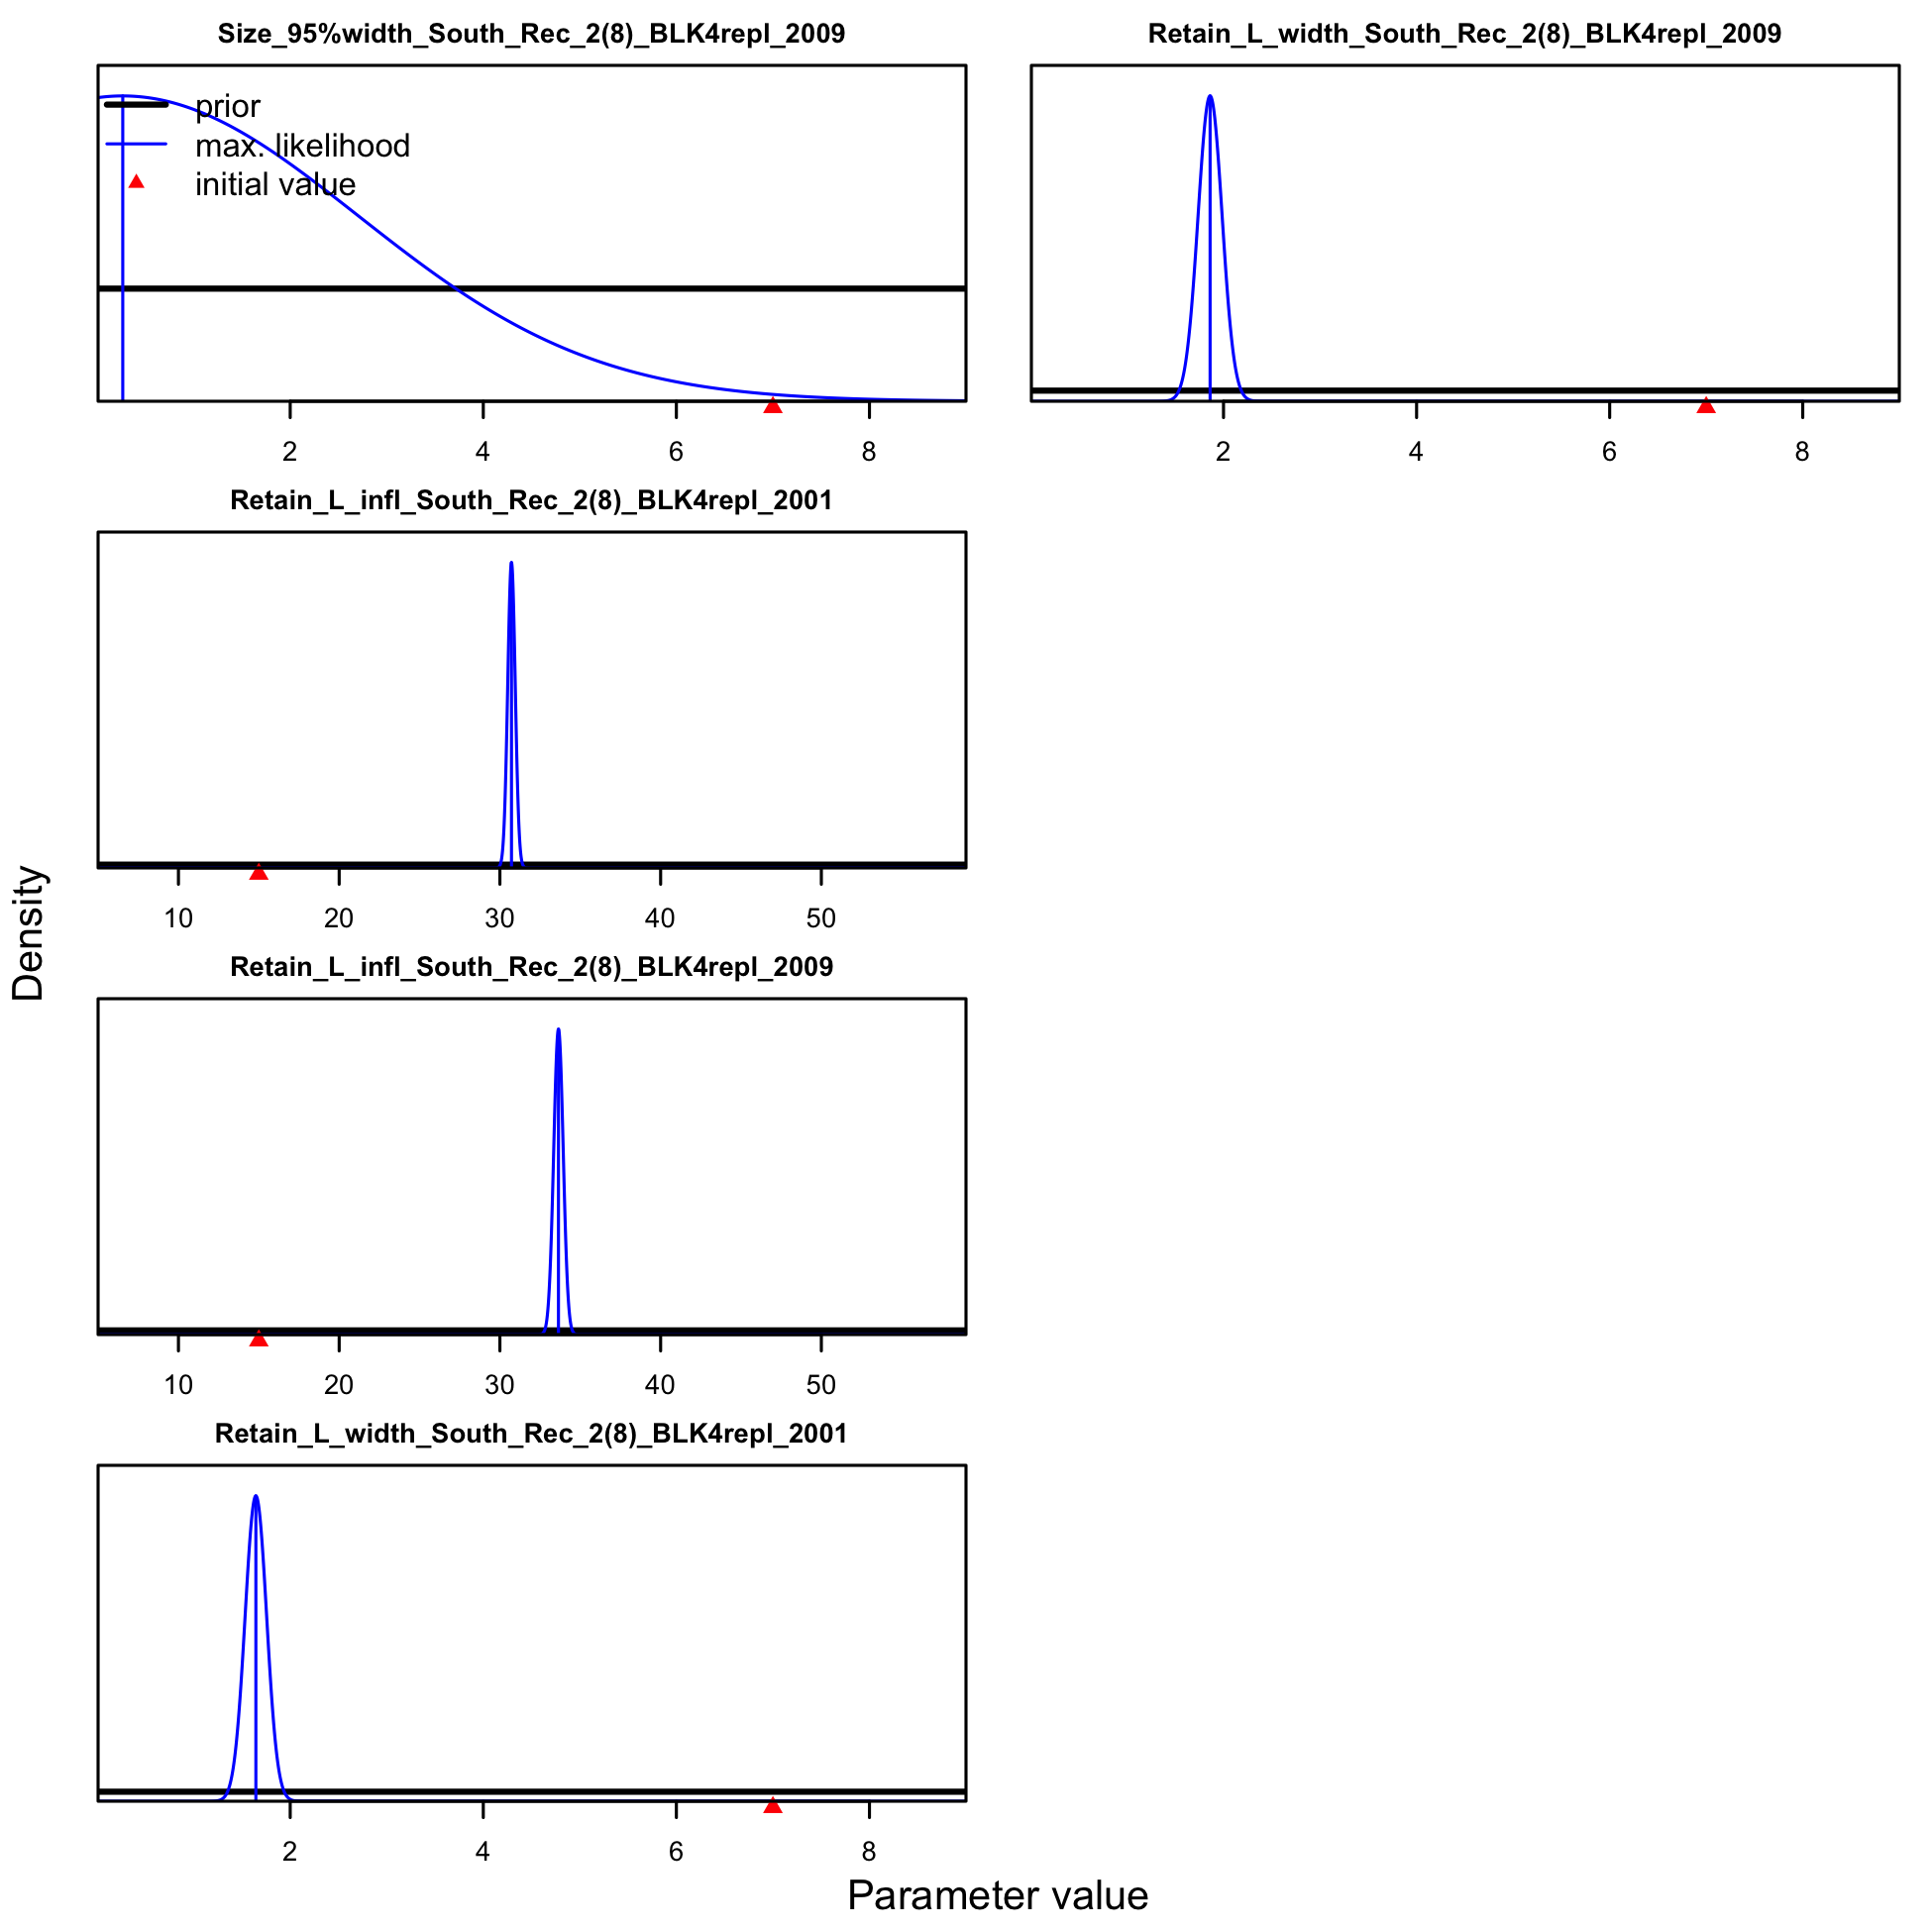 Size_95%width_South_Rec_2(8)_BLK4repl_2009
prior
max. likelihood
initial value
2 4 6 8
Retain_L_infl_South_Rec_2(8)_BLK4repl_2001
10 20 30 40 50
Retain_L_infl_South_Rec_2(8)_BLK4repl_2009
10 20 30 40 50
Retain_L_width_South_Rec_2(8)_BLK4repl_2001
2 4 6 8
Retain_L_width_South_Rec_2(8)_BLK4repl_2009
2 4 6 8
Density
Parameter value